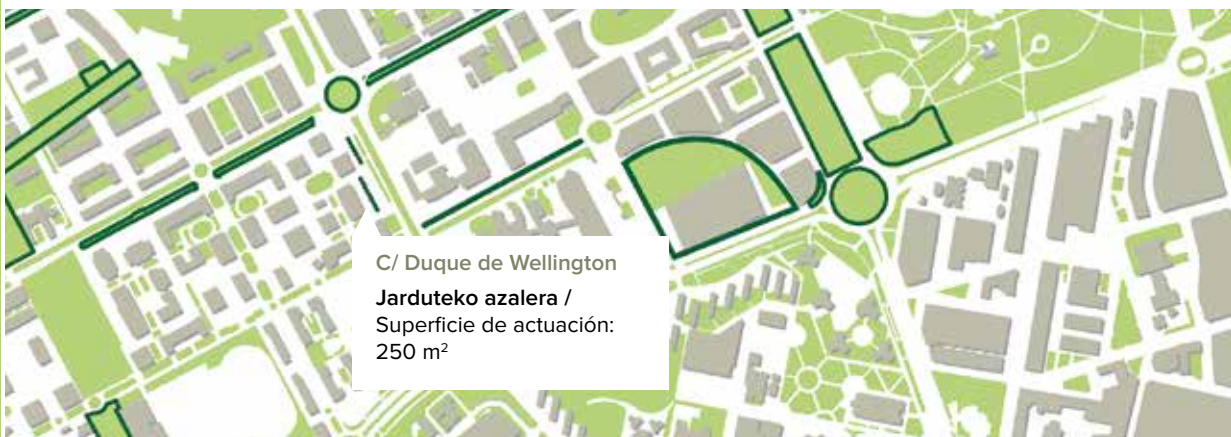 C/ Duque de Wellington
Jarduteko azalera /
Superficie de actuación:
250 m²